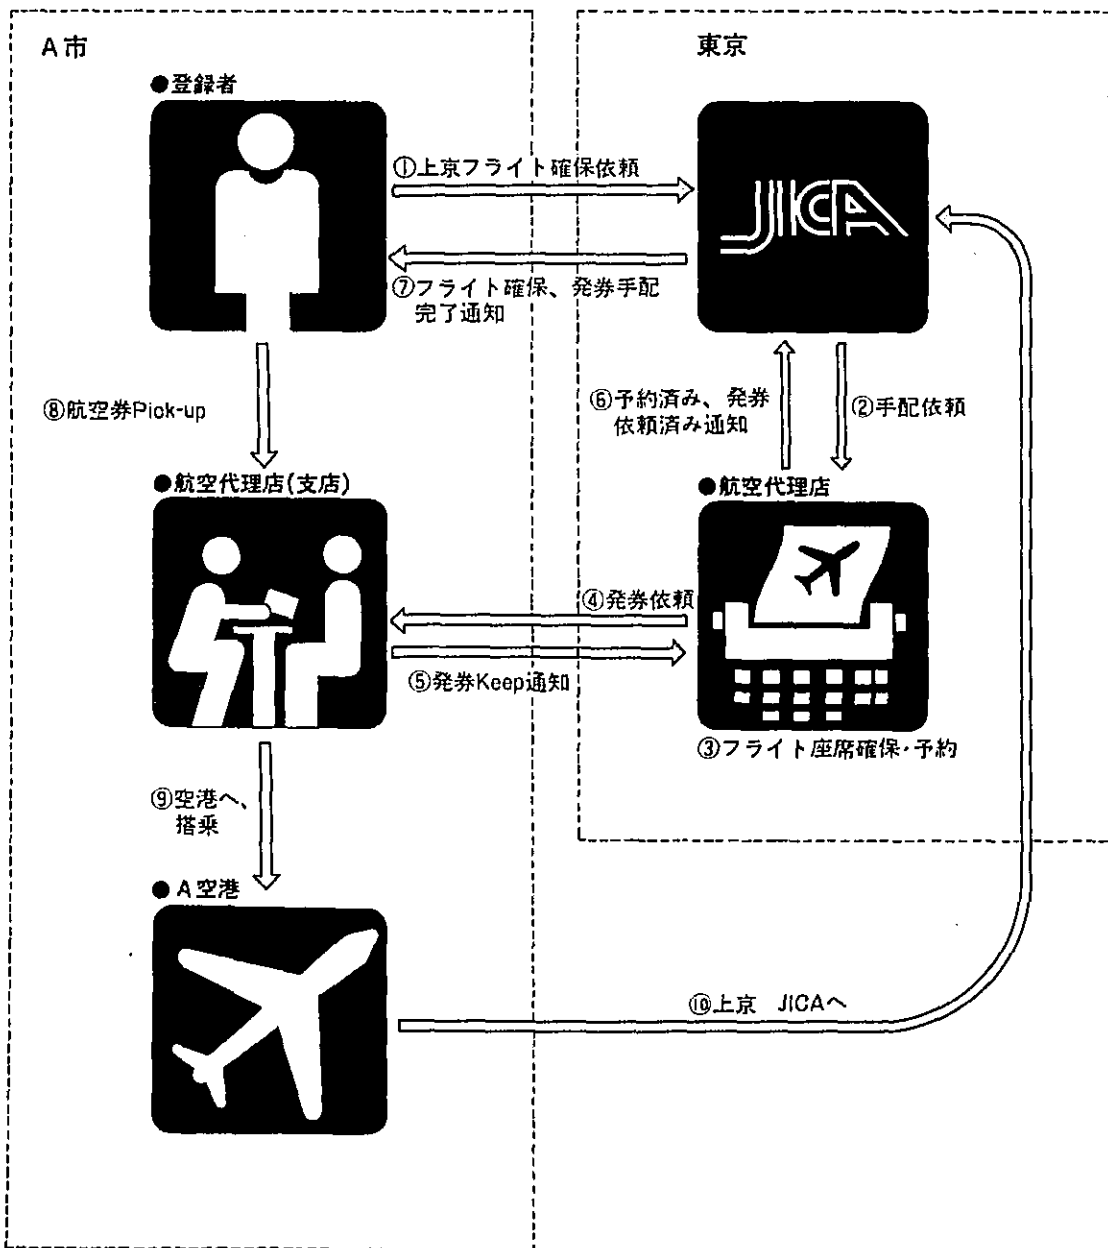 A市
東京
●登録者
①上京フライト確保依頼
JICA
⑦フライト確保、発券手配
完了通知
⑧航空券Pick-up
⑥予約済み、発券
依頼済み通知
②手配依頼
●航空代理店(支店)
●航空代理店
④発券依頼
⑤発券Keep通知
③フライト座席確保・予約
⑨空港へ、
搭乗
●A空港
⑩上京 JICAへ